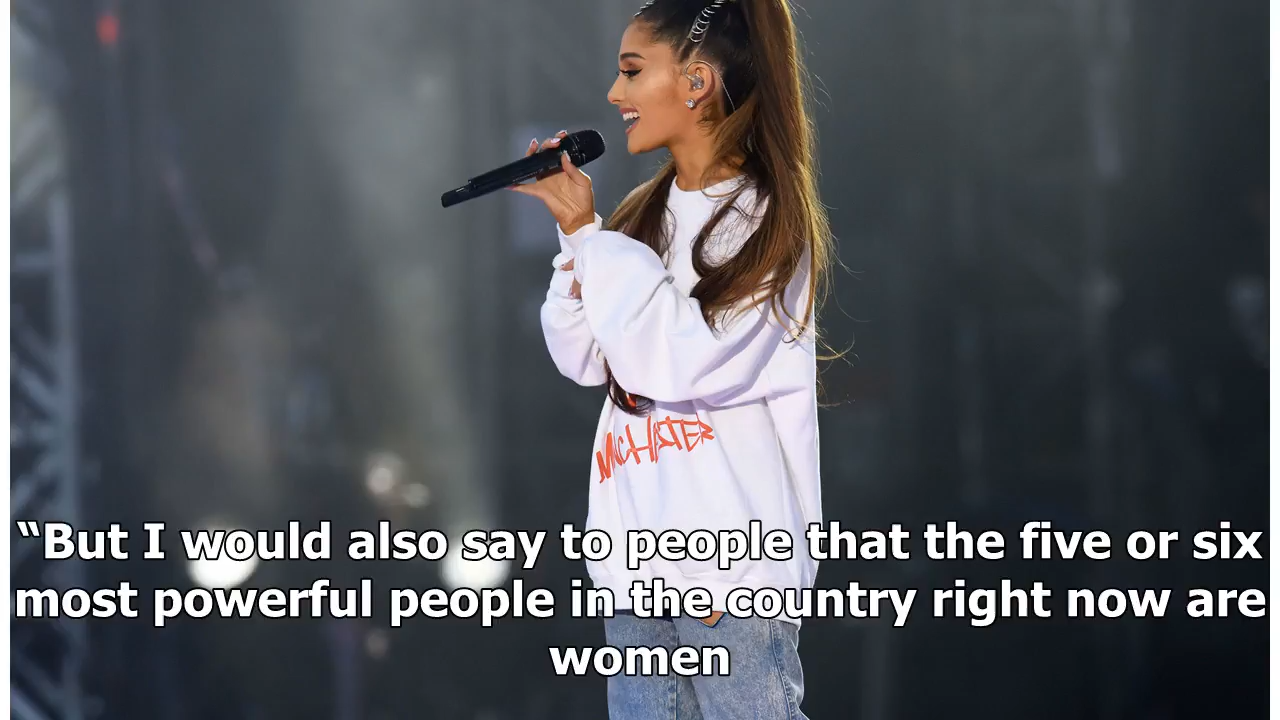 MANCHESTER
“But I would also say to people that the five or six
most powerful people in the country right now are
women